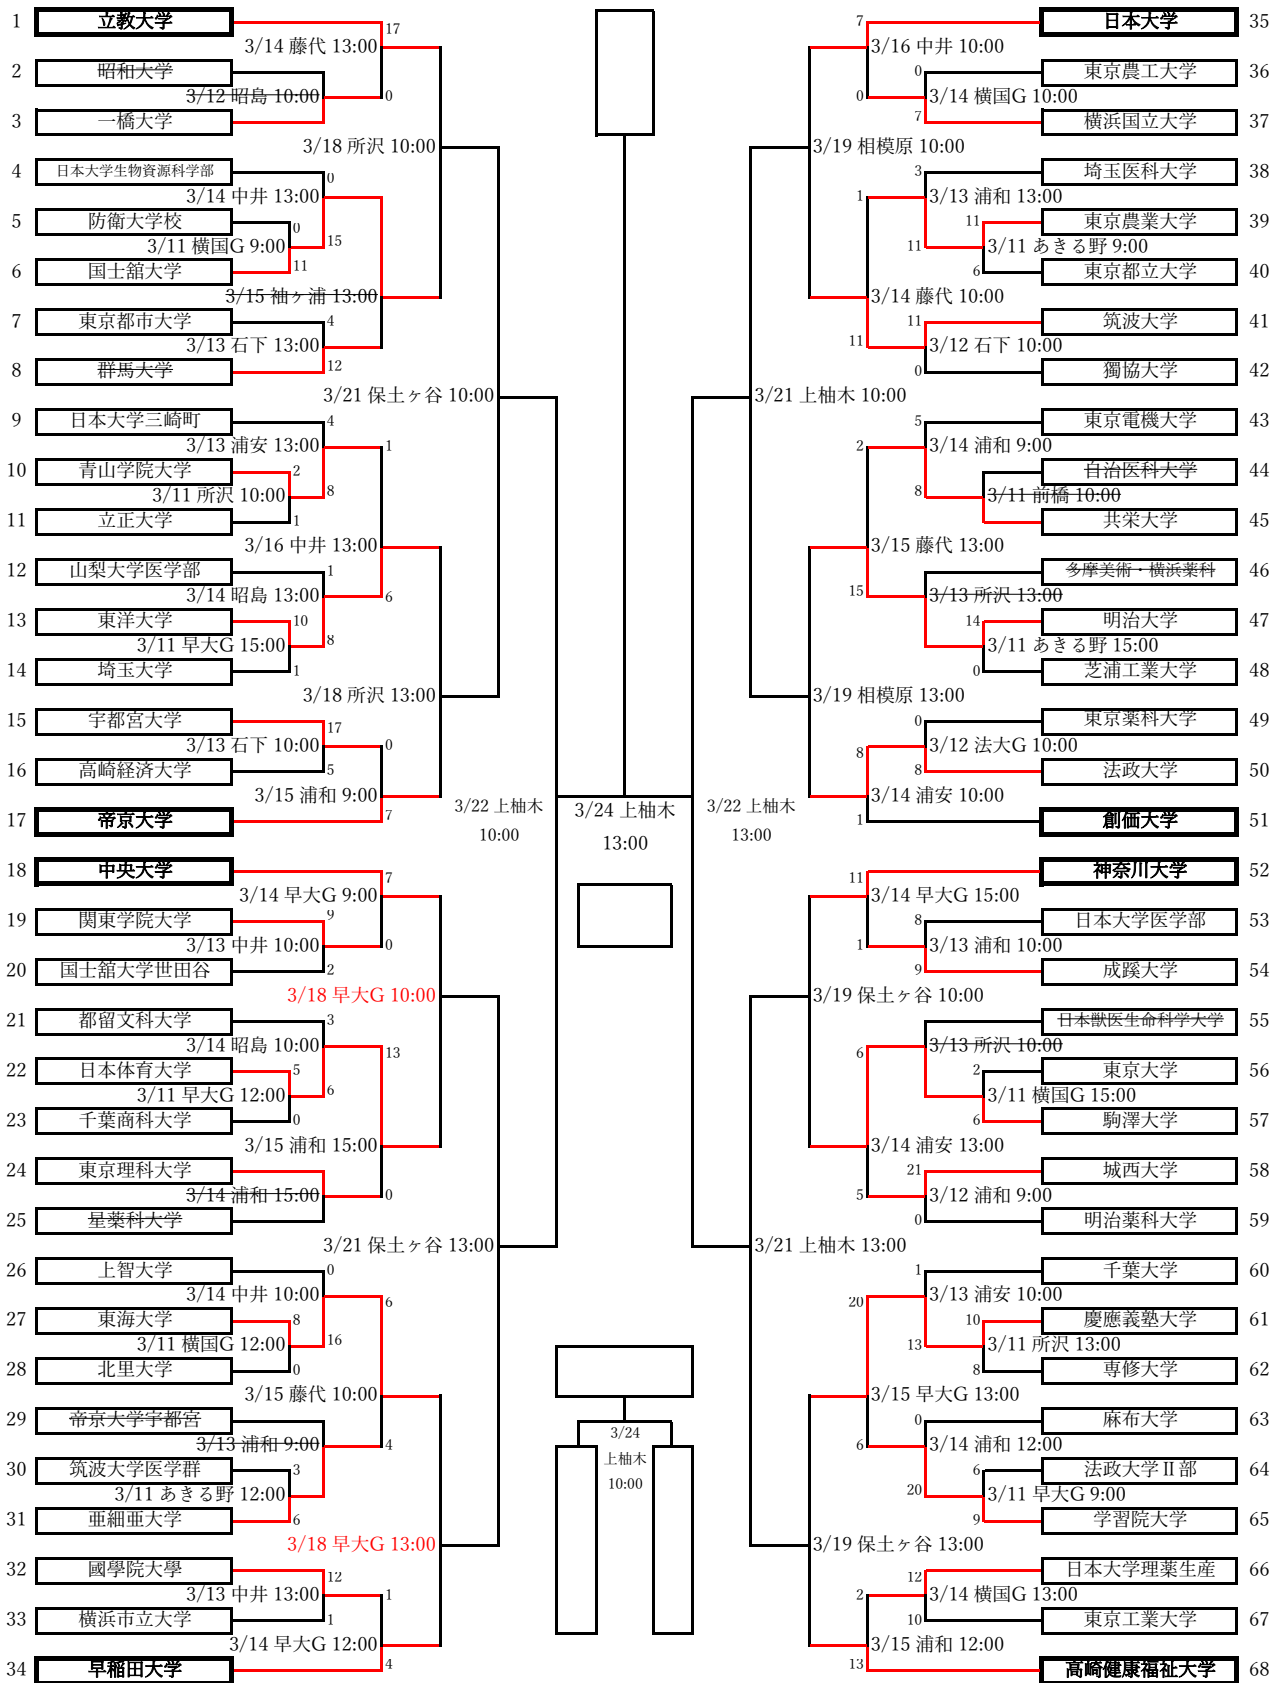 1 立教大学
17
3/14 藤代 13:00
2 昭和大学
3/12 昭島 10:00
0
3 一橋大学
3/18 所沢 10:00
4 日本大学生物資源科学部
0
3/14 中井 13:00
5 防衛大学校
0
15
3/11 横国G 9:00
6 国士舘大学
11
3/15 袖ヶ浦 13:00
7 東京都市大学
4
3/13 石下 13:00
8 群馬大学
12
3/21 保土ヶ谷 10:00
9 日本大学三崎町
4
3/13 浦安 13:00
1
10 青山学院大学
2
8
3/11 所沢 10:00
11 立正大学
1
3/16 中井 13:00
12 山梨大学医学部
1
3/14 昭島 13:00
6
13 東洋大学
10
8
3/11 早大G 15:00
14 埼玉大学
1
3/18 所沢 13:00
15 宇都宮大学
17
3/13 石下 10:00
0
16 高崎経済大学
5
3/15 浦和 9:00
17 帝京大学
7
3/22 上柚木
10:00
18 中央大学
7
3/14 早大G 9:00
19 関東学院大学
9
3/13 中井 10:00
0
20 国士舘大学世田谷
2
3/18 早大G 10:00
21 都留文科大学
3
3/14 昭島 10:00
13
22 日本体育大学
5
6
3/11 早大G 12:00
23 千葉商科大学
0
3/15 浦和 15:00
24 東京理科大学
3/14 浦和 15:00
0
25 星薬科大学
3/21 保土ヶ谷 13:00
26 上智大学
0
3/14 中井 10:00
6
27 東海大学
8
16
3/11 横国G 12:00
28 北里大学
0
3/15 藤代 10:00
29 帝京大学宇都宮
3/13 浦和 9:00
4
30 筑波大学医学群
3
3/11 あきる野 12:00
31 亜細亜大学
6
3/18 早大G 13:00
32 國學院大學
12
3/13 中井 13:00
1
33 横浜市立大学
1
3/14 早大G 12:00
34 早稲田大学
4
3/24 上柚木
13:00
3/24
上柚木
10:00
7
日本大学 35
3/16 中井 10:00
0
東京農工大学 36
0
3/14 横国G 10:00
7
横浜国立大学 37
3/19 相模原 10:00
3
埼玉医科大学 38
1
3/13 浦和 13:00
11
東京農業大学 39
11
3/11 あきる野 9:00
6
東京都立大学 40
3/14 藤代 10:00
11
筑波大学 41
11
3/12 石下 10:00
0
獨協大学 42
3/21 上柚木 10:00
5
東京電機大学 43
2
3/14 浦和 9:00
自治医科大学 44
8
3/11 前橋 10:00
共栄大学 45
3/15 藤代 13:00
多摩美術・横浜薬科 46
15
3/13 所沢 13:00
14
明治大学 47
3/11 あきる野 15:00
0
芝浦工業大学 48
3/19 相模原 13:00
0
東京薬科大学 49
8
3/12 法大G 10:00
8
法政大学 50
3/14 浦安 10:00
1
創価大学 51
3/22 上柚木
13:00
11
神奈川大学 52
3/14 早大G 15:00
8
日本大学医学部 53
1
3/13 浦和 10:00
9
成蹊大学 54
3/19 保土ヶ谷 10:00
日本獣医生命科学大学 55
6
3/13 所沢 10:00
2
東京大学 56
3/11 横国G 15:00
6
駒澤大学 57
3/14 浦安 13:00
21
城西大学 58
5
3/12 浦和 9:00
0
明治薬科大学 59
3/21 上柚木 13:00
1
千葉大学 60
20
3/13 浦安 10:00
10
慶應義塾大学 61
13
3/11 所沢 13:00
8
専修大学 62
3/15 早大G 13:00
0
麻布大学 63
6
3/14 浦和 12:00
6
法政大学Ⅱ部 64
20
3/11 早大G 9:00
9
学習院大学 65
3/19 保土ヶ谷 13:00
12
日本大学理薬生産 66
2
3/14 横国G 13:00
10
東京工業大学 67
3/15 浦和 12:00
13
高崎健康福祉大学 68